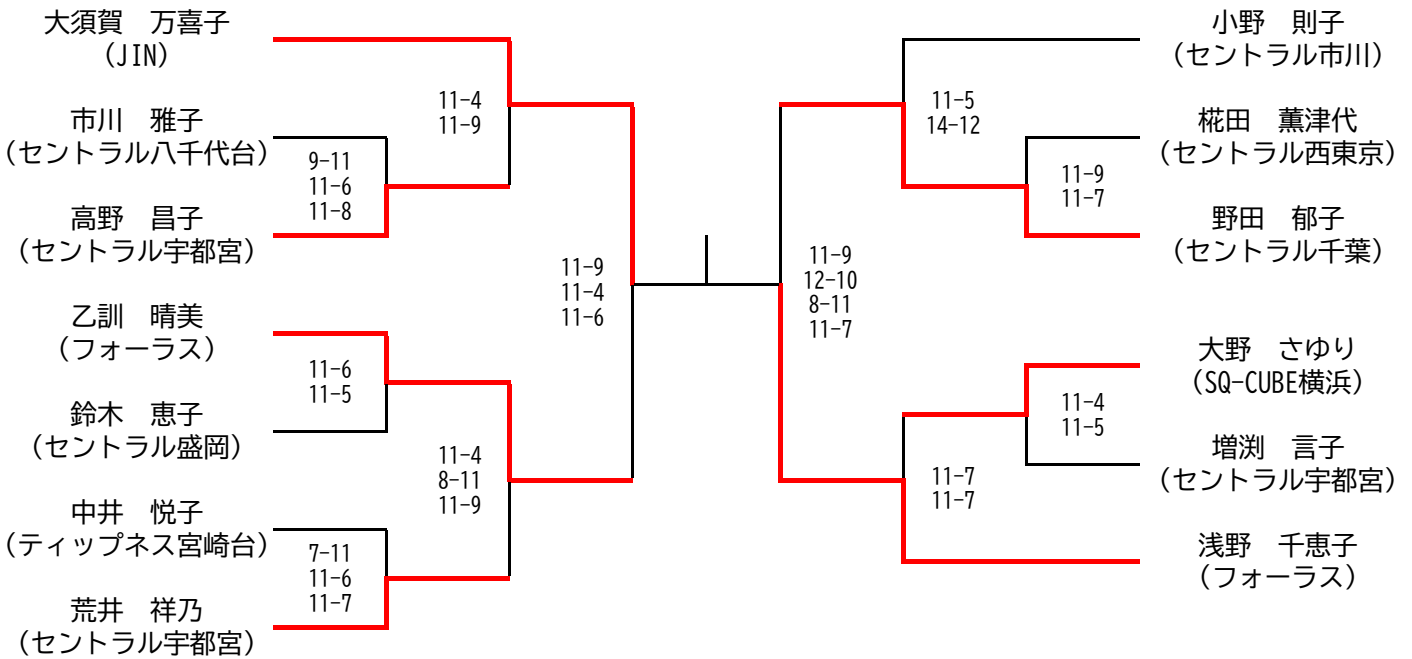 大須賀　万喜子
（JIN）
11-4
11-9
市川　雅子
（セントラル八千代台）
9-11
11-6
11-8
高野　昌子
（セントラル宇都宮）
11-9
11-4
11-6
乙訓　晴美
（フォーラス）
11-6
11-5
鈴木　恵子
（セントラル盛岡）
11-4
8-11
11-9
中井　悦子
（ティップネス宮崎台）
7-11
11-6
11-7
荒井　祥乃
（セントラル宇都宮）
小野　則子
（セントラル市川）
11-5
14-12
椛田　薫津代
（セントラル西東京）
11-9
11-7
野田　郁子
（セントラル千葉）
11-9
12-10
8-11
11-7
大野　さゆり
（SQ-CUBE横浜）
11-4
11-5
増渕　言子
（セントラル宇都宮）
11-7
11-7
浅野　千恵子
（フォーラス）